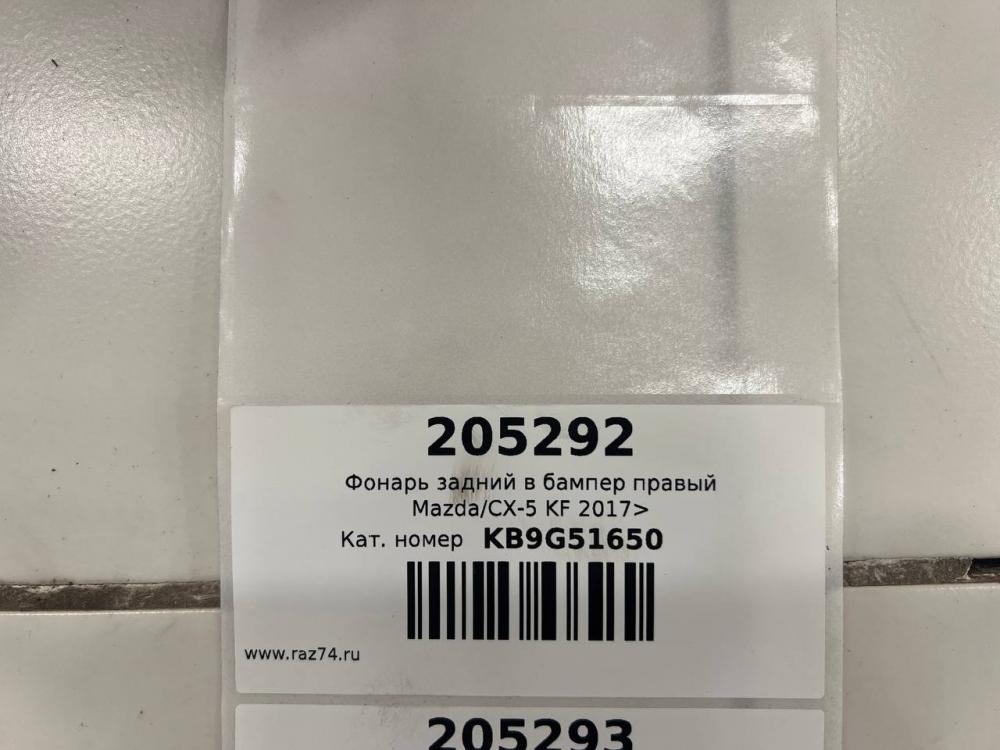 205292
Фонарь задний в бампер правый
Mazda/CX-5 KF 2017>
Кат. номер KB9G51650
www.raz74.ru
205293